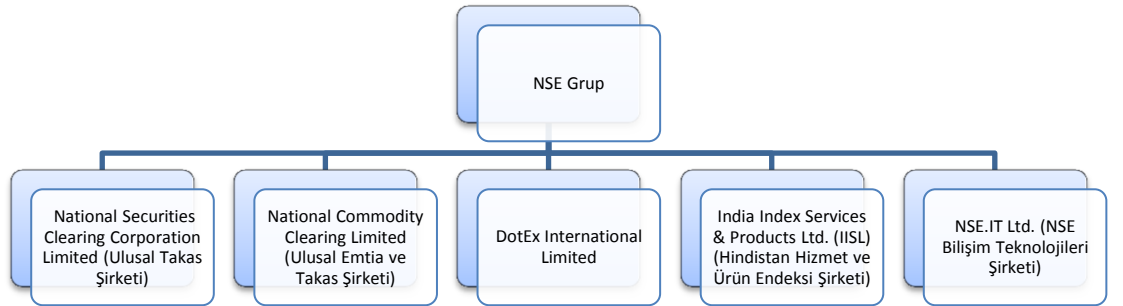 NSE Grup
National Securities
Clearing Corporation
Limited (Ulusal Takas
Şirketi)
National Commodity
Clearing Limited
(Ulusal Emtia ve
Takas Şirketi)
DotEx International
Limited
India Index Services
& Products Ltd. (IISL)
(Hindistan Hizmet ve
Ürün Endeksi Şirketi)
NSE.IT Ltd. (NSE
Bilişim Teknolojileri
Şirketi)